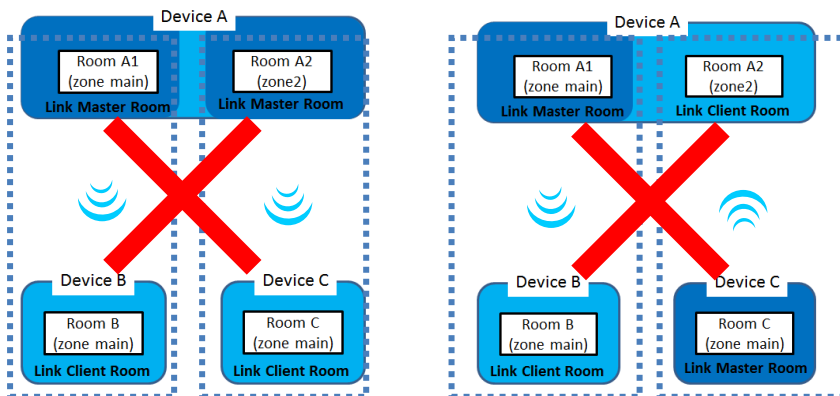 Device A
Room A1
(zone main)
Link Master Room
Room A2
(zone2)
Link Master Room
Device B
Room B
(zone main)
Link Client Room
Device C
Room C
(zone main)
Link Client Room
Device A
Room A1
(zone main)
Link Master Room
Room A2
(zone2)
Link Client Room
Device B
Room B
(zone main)
Link Client Room
Device C
Room C
(zone main)
Link Master Room